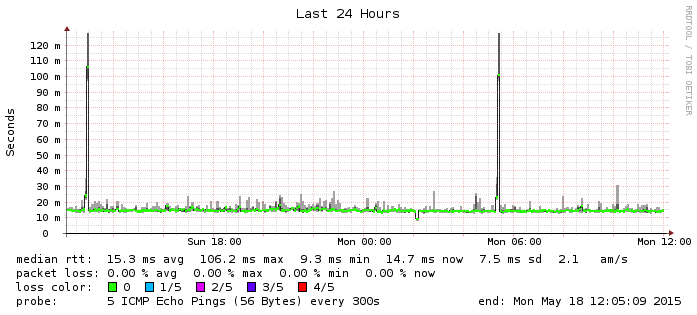 Last 24 Hours
RRDTOOL / TOBI OETIKER
Seconds
120 m
110 m
100 m
90 m
80 m
70 m
60 m
50 m
40 m
30 m
20 m
10 m
0
Sun 18:00 Mon 00:00 Mon 06:00 Mon 12:00
median rtt: 15.3 ms avg 106.2 ms max 9.3 ms min 14.7 ms now 7.5 ms sd 2.1 am/s
packet loss: 0.00 % avg 0.00 % max 0.00 % min 0.00 % now
loss color: 0 1/5 2/5 3/5 4/5
probe: 5 ICMP Echo Pings (56 Bytes) every 300s end: Mon May 18 12:05:09 2015